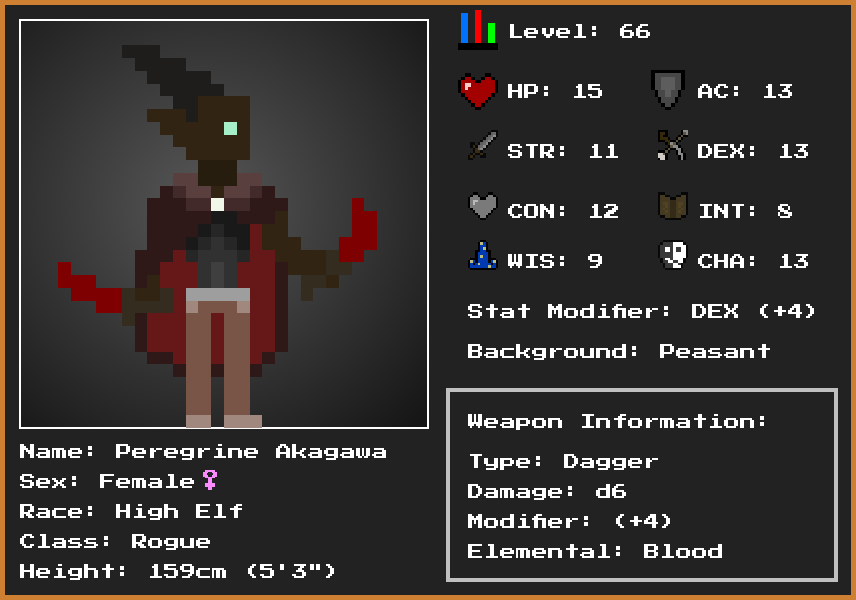 Level: 66
HP: 15
AC: 13
STR: 11
DEX: 13
CON: 12
INT: 8
WIS: 9
CHA: 13
Stat Modifier: DEX (+4)
Background: Peasant
Weapon Information:
Type: Dagger
Damage: d6
Modifier: (+4)
Elemental: Blood
Name: Peregrine Akagawa
Sex: Female♀
Race: High Elf
Class: Rogue
Height: 159cm (5'3")